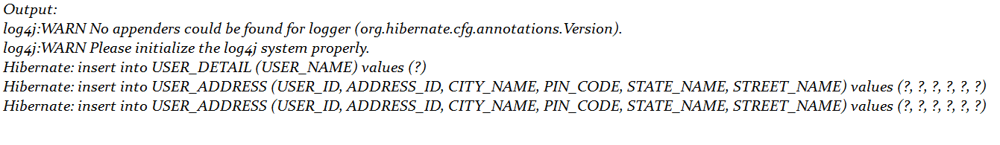 Output:
log4j:WARN No appenders could be found for logger (org.hibernate.cfg.annotations.Version).
log4j:WARN Please initialize the log4j system properly.
Hibernate: insert into USER_DETAIL (USER_NAME) values (?)
Hibernate: insert into USER_ADDRESS (USER_ID, ADDRESS_ID, CITY_NAME, PIN_CODE, STATE_NAME, STREET_NAME) values (?, ?, ?, ?, ?, ?)
Hibernate: insert into USER_ADDRESS (USER_ID, ADDRESS_ID, CITY_NAME, PIN_CODE, STATE_NAME, STREET_NAME) values (?, ?, ?, ?, ?, ?)